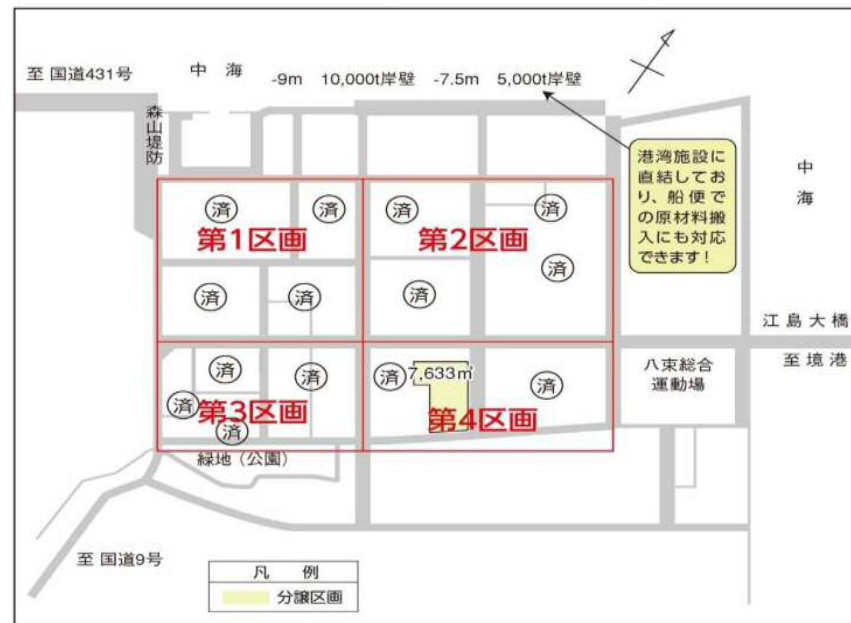 至 国道431号
中 海
-9m 10,000t岸壁 -7.5m 5,000t岸壁
森山堤防
港湾施設に
直結してお
り、船便で
の原材料搬
入にも対応
できます!
中海
済
済
済
済
第1区画
第2区画
済
済
済
済
済
江島大橋
至境港
済
済
済
7,633㎡
済
八束総合
運動場
済
第3区画
済
第4区画
緑地(公園)
至 国道9号
凡 例
分譲区画